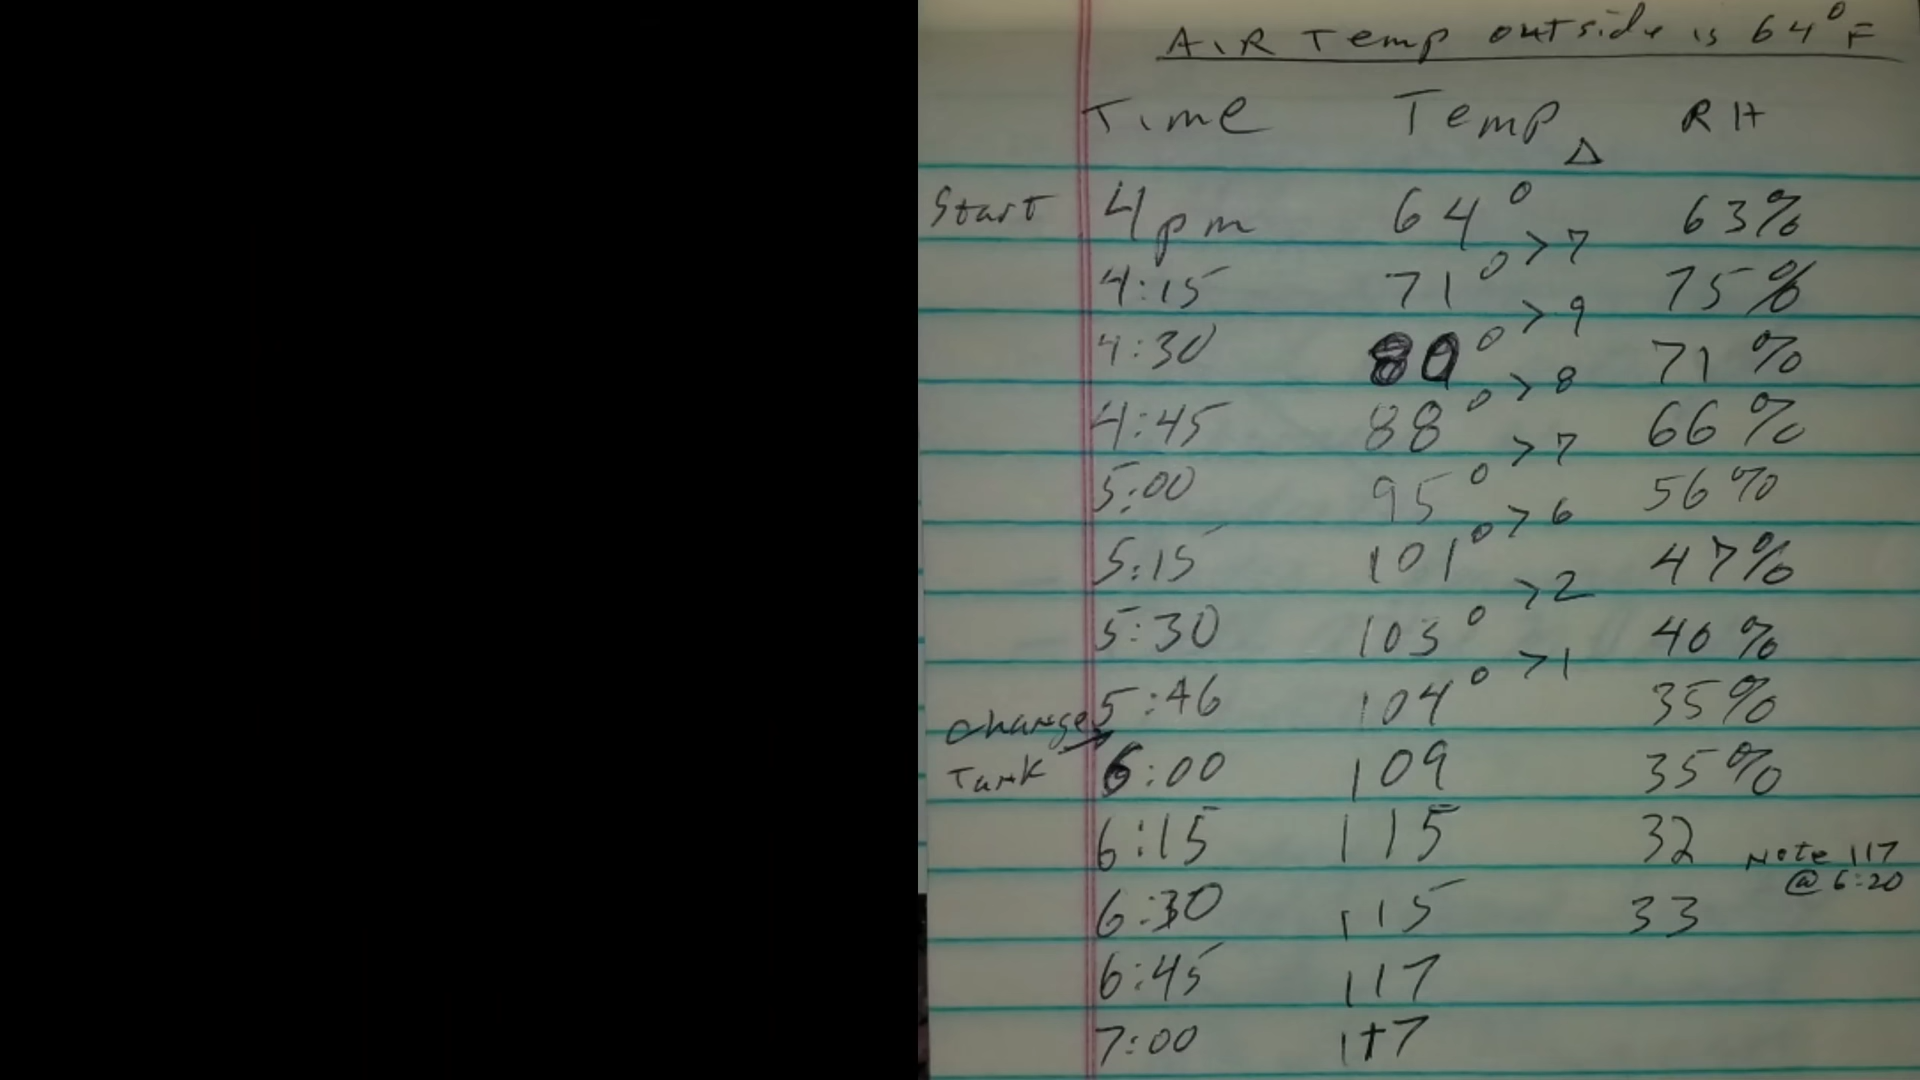 AIR Temp outside is 64°F
Time Temp Δ RH
Start 4pm 64° 63%
>7
4:15 71° 75%
>9
4:30 80° 71%
>8
4:45 88° 66%
>7
5:00 95° 56%
>6
5:15 101° 47%
>2
5:30 103° 40%
>1
5:46 104° 35%
Change
Tank 6:00 109 35%
6:15 115 32 Note 117
@ 6:20
6:30 115 33
6:45 117
7:00 117